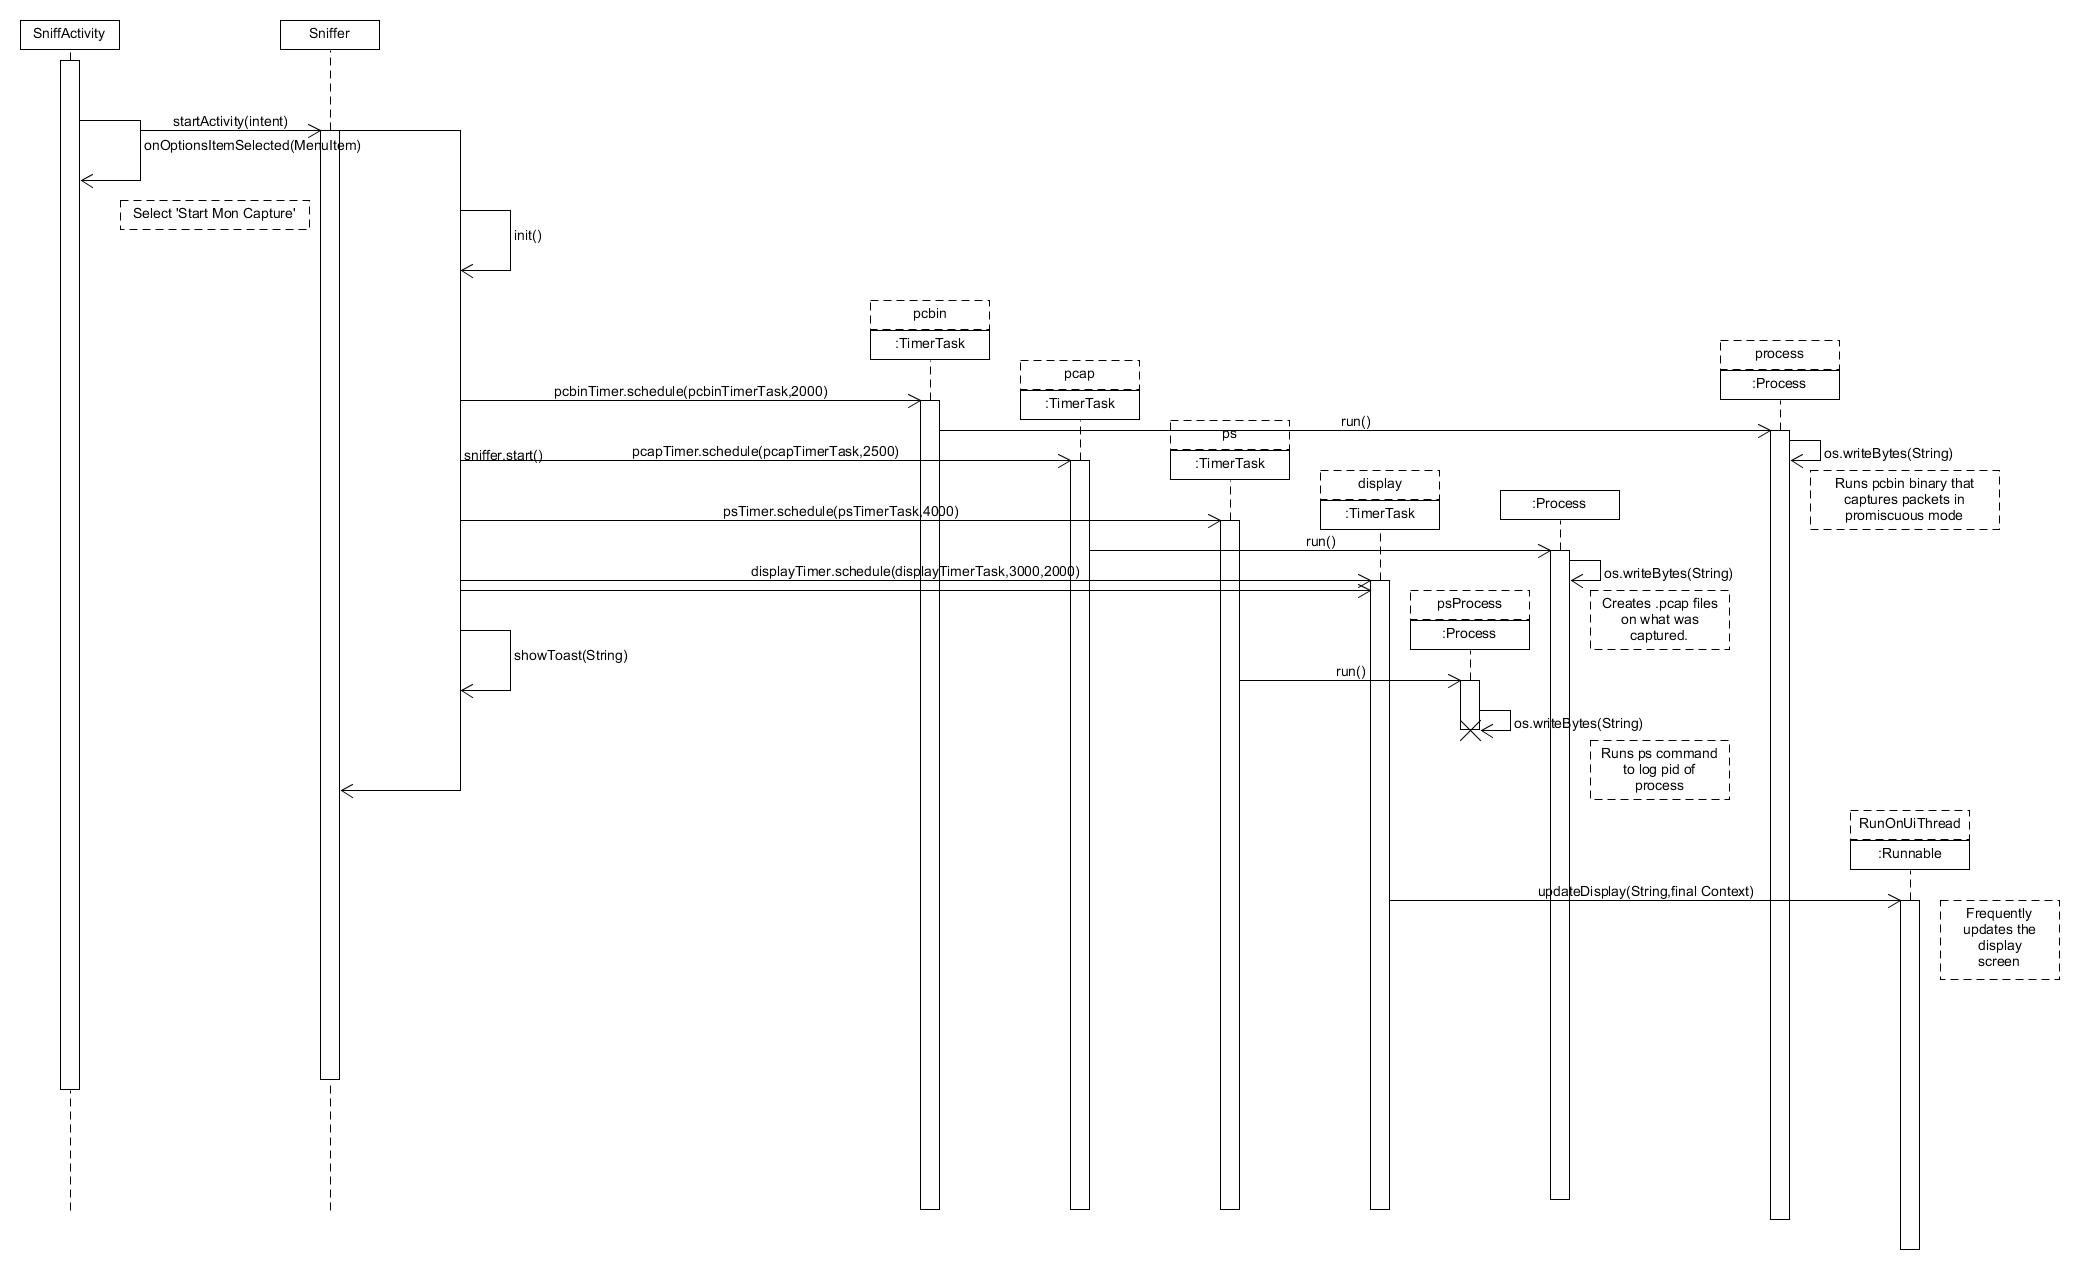 SniffActivity
Sniffer
startActivity(intent)
onOptionsItemSelected(MenuItem)
Select 'Start Mon Capture'
init()
pcbin
:TimerTask
process
:Process
pcap
:TimerTask
pcbinTimer.schedule(pcbinTimerTask,2000)
run()
ps
:TimerTask
sniffer.start()
pcapTimer.schedule(pcapTimerTask,2500)
os.writeBytes(String)
Runs pcbin binary that
captures packets in
promiscuous mode
display
:TimerTask
:Process
psTimer.schedule(psTimerTask,4000)
run()
displayTimer.schedule(displayTimerTask,3000,2000)
os.writeBytes(String)
Creates .pcap files
on what was
captured.
psProcess
:Process
showToast(String)
run()
os.writeBytes(String)
Runs ps command
to log pid of
process
RunOnUiThread
:Runnable
updateDisplay(String,final Context)
Frequently
updates the
display
screen